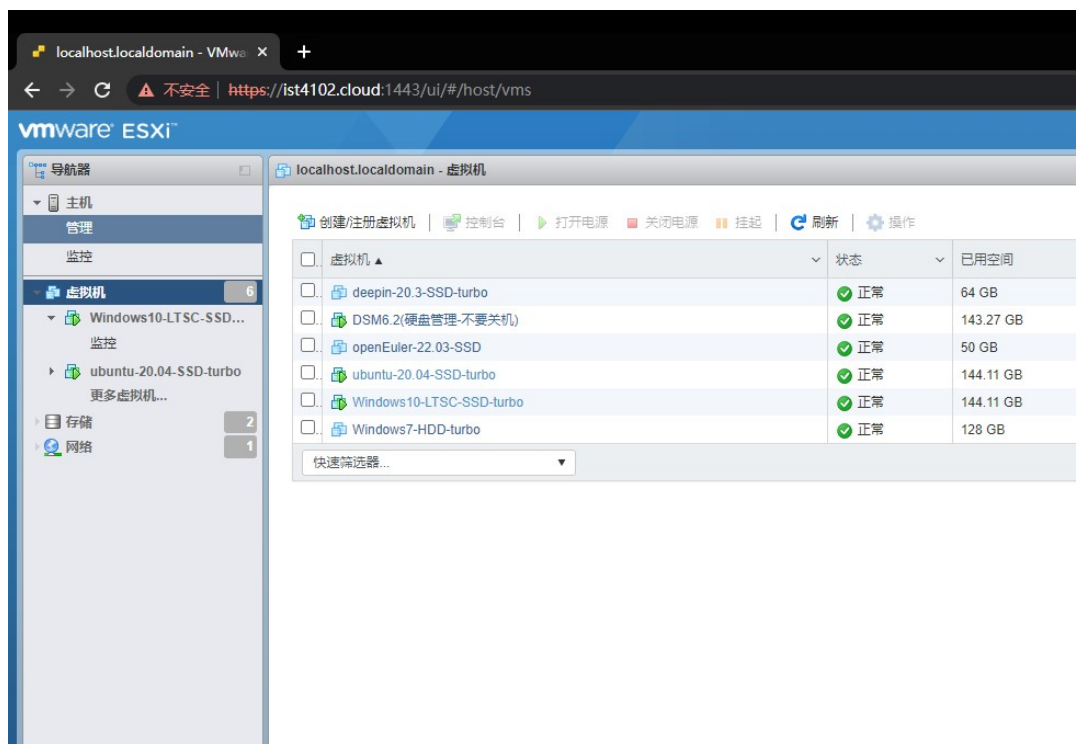 localhost.localdomain - VMwa
不安全 | https://ist4102.cloud:1443/ui/#/host/vms
vmware ESXi™
导航器
主机
管理
监控
虚拟机 6
Windows10-LTSC-SSD...
监控
ubuntu-20.04-SSD-turbo
更多虚拟机...
存储 2
网络 1
localhost.localdomain - 虚拟机
创建/注册虚拟机 | 控制台 | 打开电源 关闭电源 挂起 | 刷新 | 操作
虚拟机 状态 已用空间
deepin-20.3-SSD-turbo 正常 64 GB
DSM6.2(硬盘管理-不要关机) 正常 143.27 GB
openEuler-22.03-SSD 正常 50 GB
ubuntu-20.04-SSD-turbo 正常 144.11 GB
Windows10-LTSC-SSD-turbo 正常 144.11 GB
Windows7-HDD-turbo 正常 128 GB
快速筛选器...